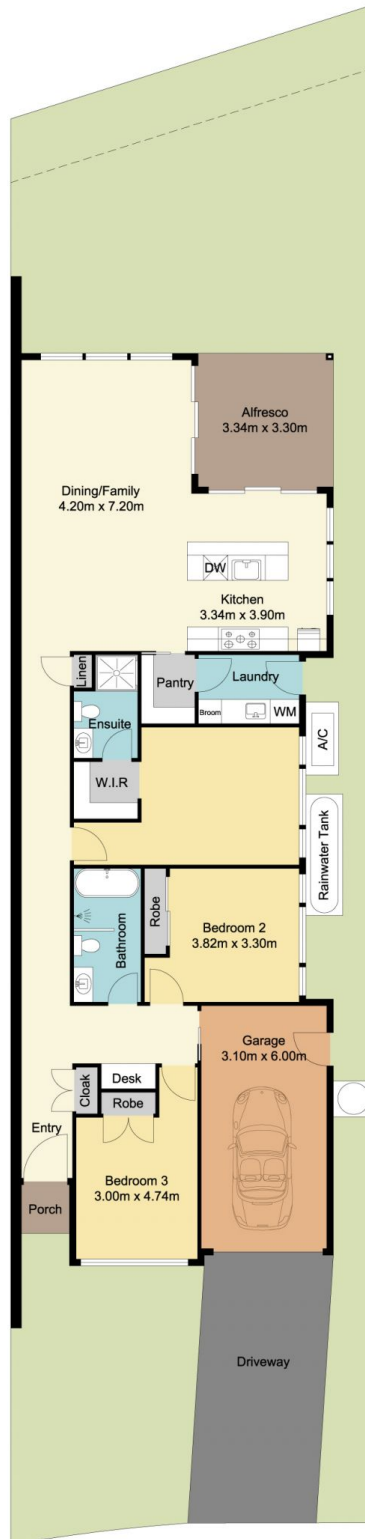 Alfresco
3.34m x 3.30m
Dining/Family
4.20m x 7.20m
DW
Kitchen
3.34m x 3.90m
Linen
Pantry
Laundry
Ensuite
Broom
WM
A/C
W.I.R
Rainwater Tank
Robe
Bedroom 2
3.82m x 3.30m
Bathroom
Garage
3.10m x 6.00m
Desk
Cloak
Robe
Entry
Bedroom 3
3.00m x 4.74m
Porch
Driveway